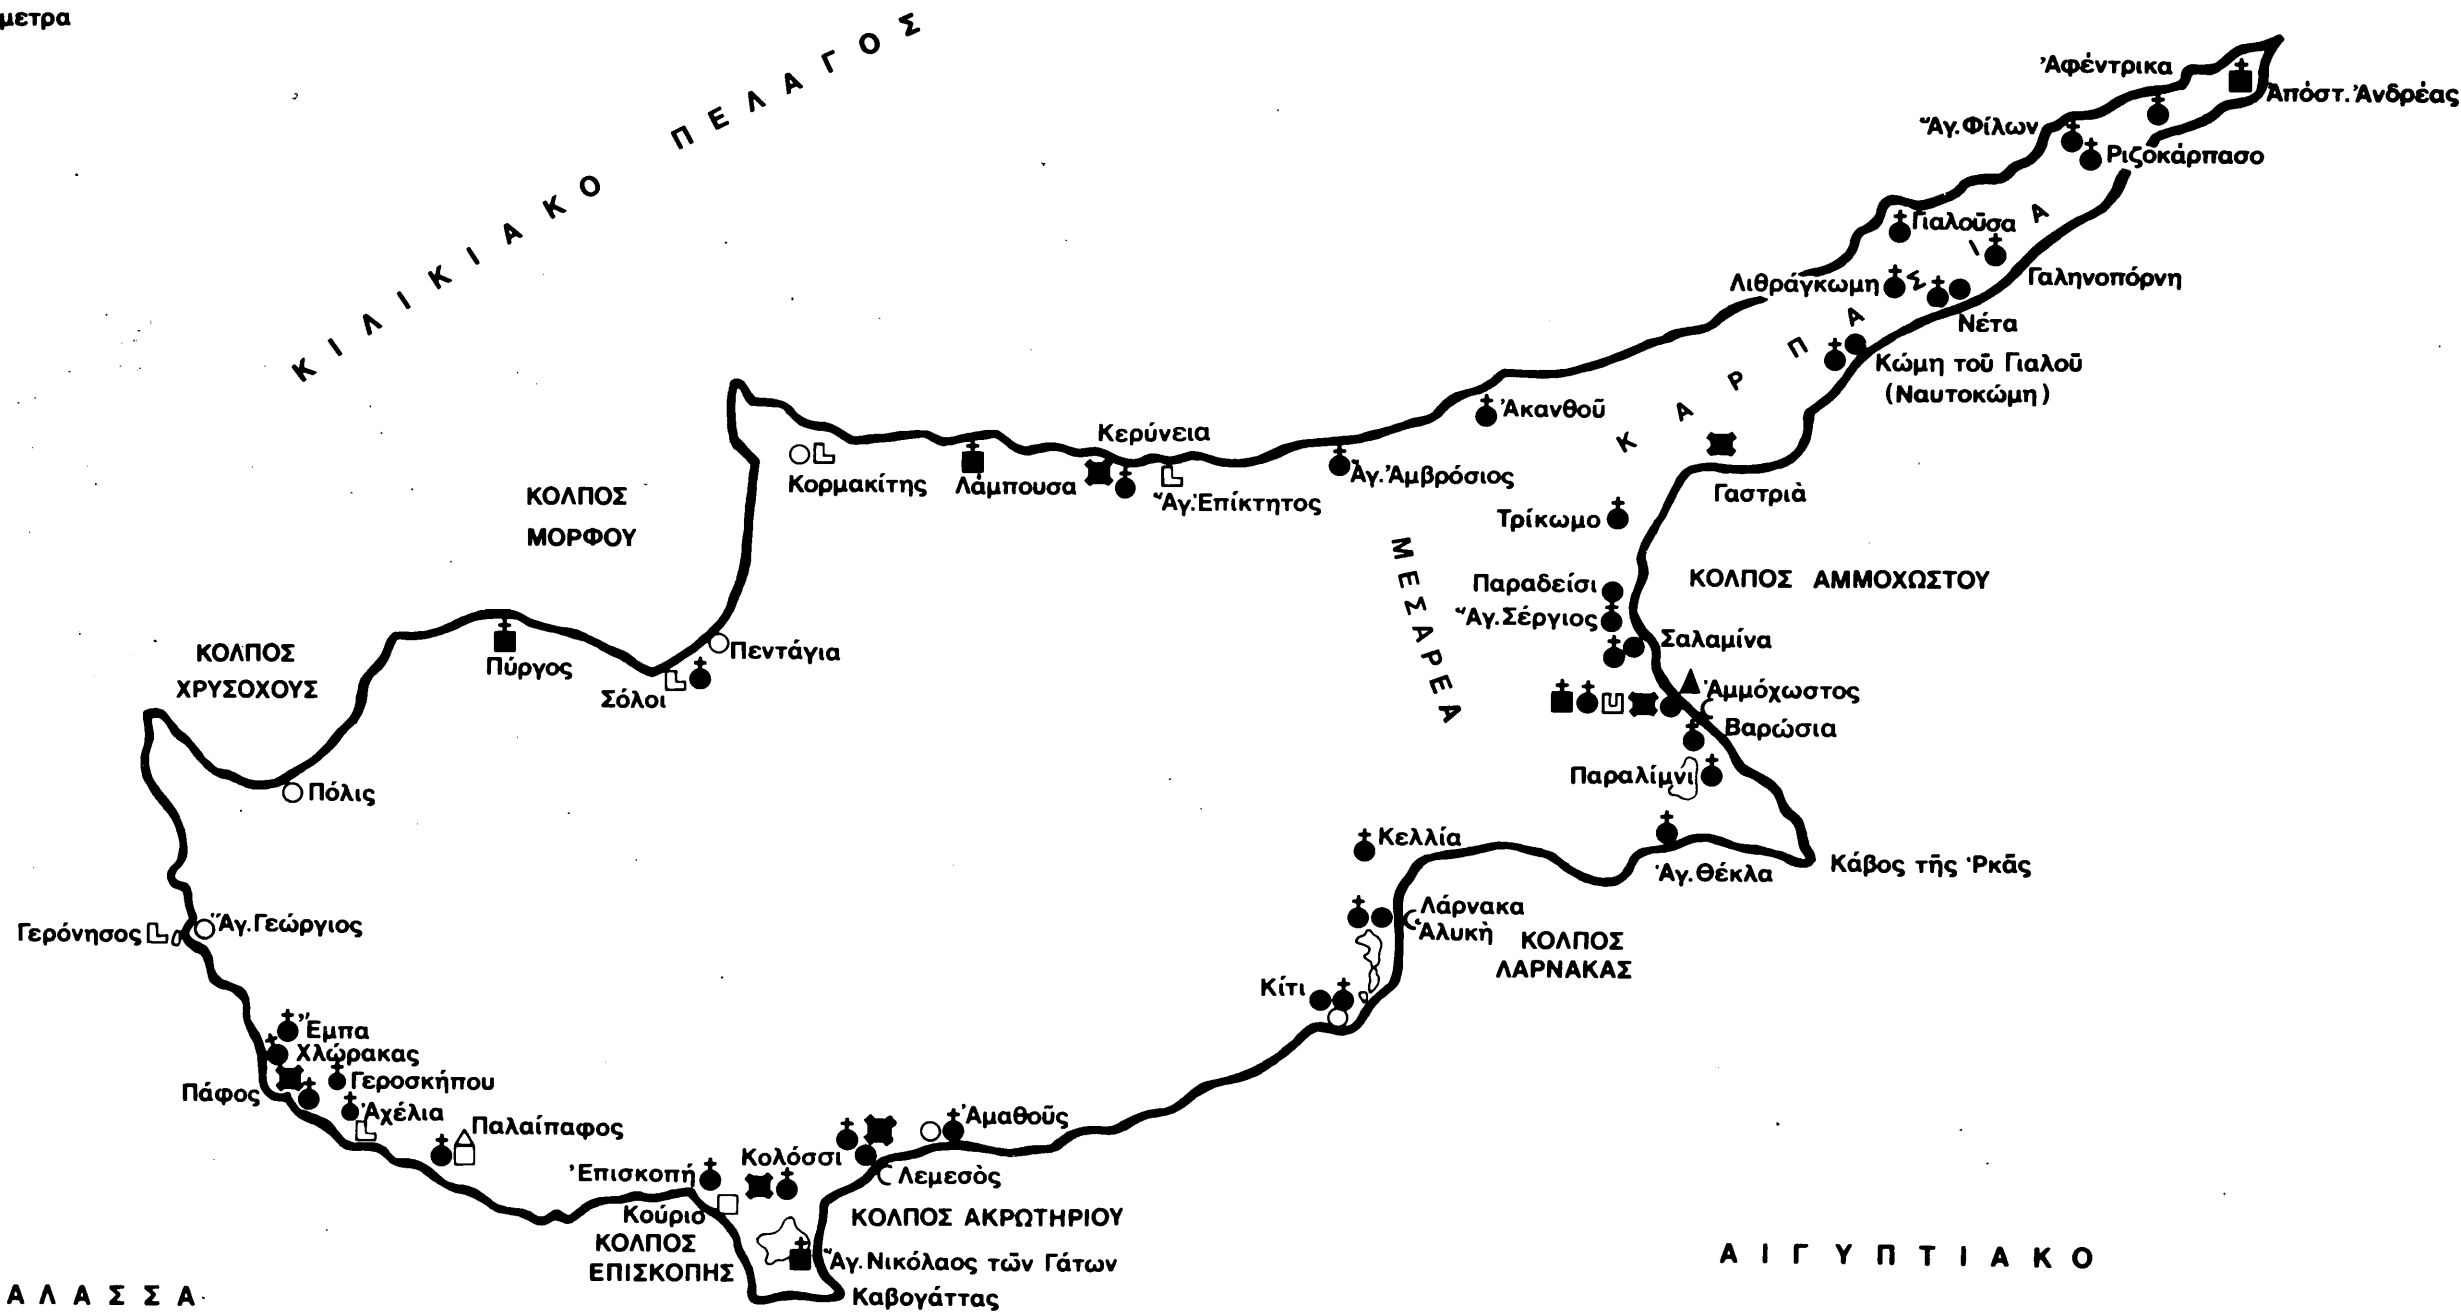 μετρα
ΚΙΛΙΚΙΑΚΟ ΠΕΛΑΓΟΣ
Ἀφέντρικα
Ἀπόστ. Ἀνδρέας
Ἅγ. Φίλων
Ριζοκάρπασο
Γιαλοῦσα
Γαληνοπόρνη
Λιθράγκωμη
Νέτα
ΚΑΡΠΑΣΙΑ
Κώμη τοῦ Γιαλοῦ
(Ναυτοκώμη)
Ἀκανθοῦ
Κερύνεια
Κορμακίτης
Λάμπουσα
Ἅγ. Ἐπίκτητος
Ἅγ. Ἀμβρόσιος
Γαστριὰ
ΚΟΛΠΟΣ
ΜΟΡΦΟΥ
Τρίκωμο
ΜΕΣΑΡΕΑ
Παραδείσι
ΚΟΛΠΟΣ ΑΜΜΟΧΩΣΤΟΥ
Ἅγ. Σέργιος
Σαλαμίνα
ΚΟΛΠΟΣ
ΧΡΥΣΟΧΟΥΣ
Πύργος
Πεντάγια
Σόλοι
Ἀμμόχωστος
Βαρώσια
Παραλίμνι
Πόλις
Κελλία
Ἁγ. Θέκλα
Κάβος τῆς Ῥκᾶς
Γερόνησος
Ἅγ. Γεώργιος
Λάρνακα
Ἁλυκὴ
ΚΟΛΠΟΣ
ΛΑΡΝΑΚΑΣ
Κίτι
Ἔμπα
Χλώρακας
Πάφος
Γεροσκήπου
Ἀχέλια
Παλαίπαφος
Ἀμαθοῦς
Ἐπισκοπή
Κολόσσι
Λεμεσὸς
Κούριο
ΚΟΛΠΟΣ
ΕΠΙΣΚΟΠΗΣ
ΚΟΛΠΟΣ ΑΚΡΩΤΗΡΙΟΥ
Ἅγ. Νικόλαος τῶν Γάτων
Καβογάττας
ΑΙΓΥΠΤΙΑΚΟ
ΑΛΑΣΣΑ